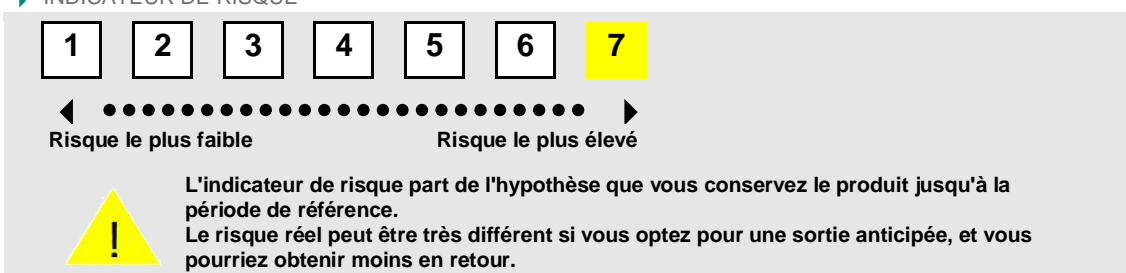 INDICATEUR DE RISQUE
1 2 3 4 5 6 7
Risque le plus faible Risque le plus élevé
L'indicateur de risque part de l'hypothèse que vous conservez le produit jusqu'à la
période de référence.
Le risque réel peut être très différent si vous optez pour une sortie anticipée, et vous
pourriez obtenir moins en retour.
!